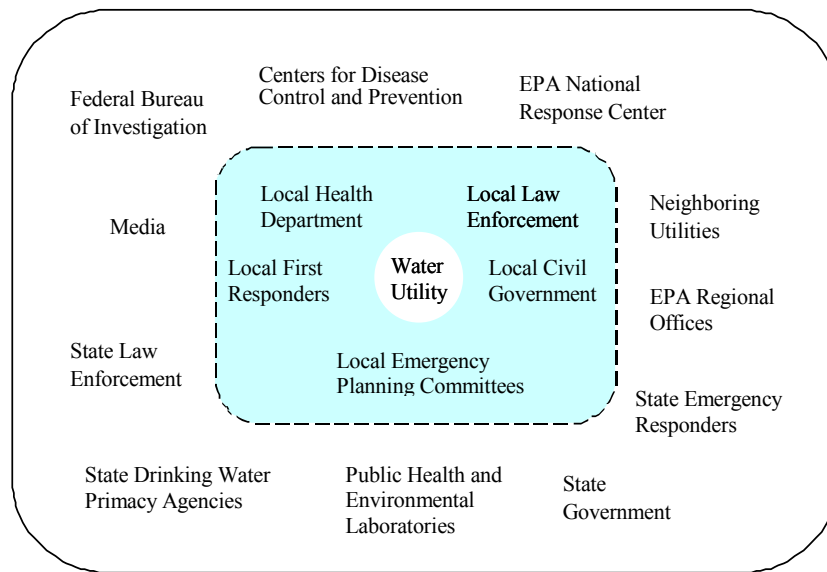 Centers for Disease
Control and Prevention
EPA National
Response Center
Federal Bureau
of Investigation
Local Health
Department
Local Law
Enforcement
Neighboring
Utilities
Media
Local First
Responders
Water
Utility
Local Civil
Government
EPA Regional
Offices
State Law
Enforcement
Local Emergency
Planning Committees
State Emergency
Responders
State Drinking Water
Primacy Agencies
Public Health and
Environmental
Laboratories
State
Government